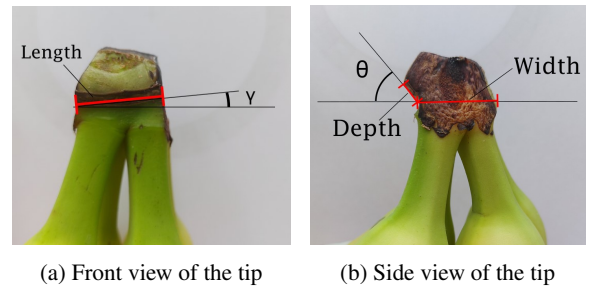 Length
γ
(a) Front view of the tip
θ
Width
Depth
(b) Side view of the tip